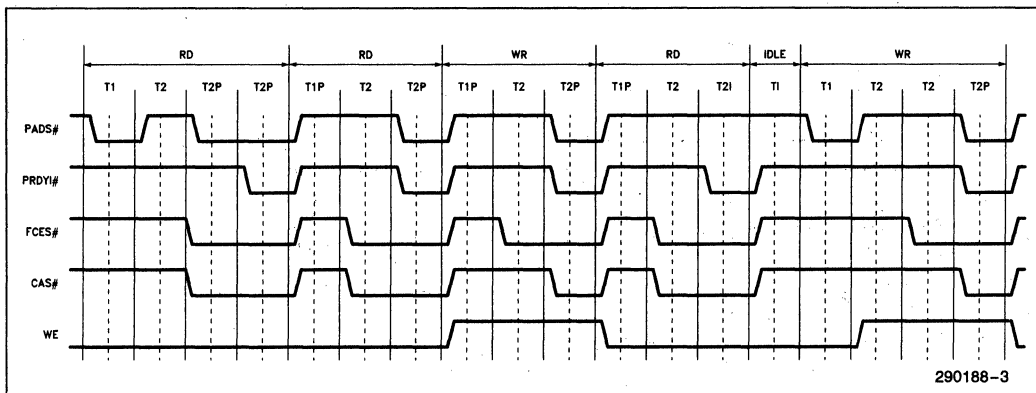 RD RD WR RD IDLE WR
T1 T2 T2P T2P T1P T2 T2P T1P T2 T2P T1P T2 T2I TI T1 T2 T2 T2P
PADS#
PRDYI#
FCES#
CAS#
WE
290188-3